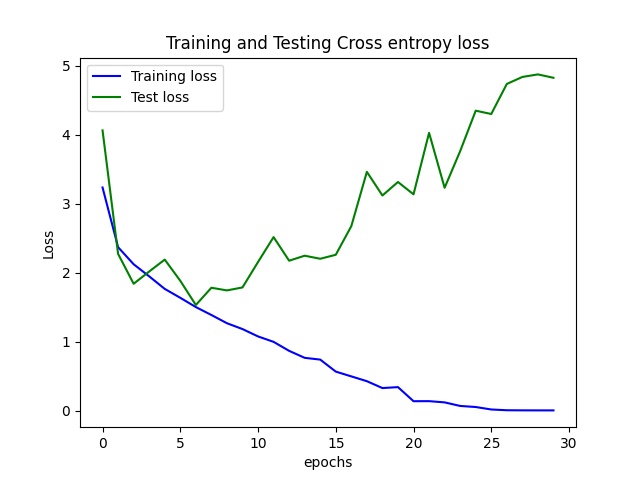 Training and Testing Cross entropy loss
Training loss
Test loss
5
4
3
2
1
0
Loss
0 5 10 15 20 25 30
epochs